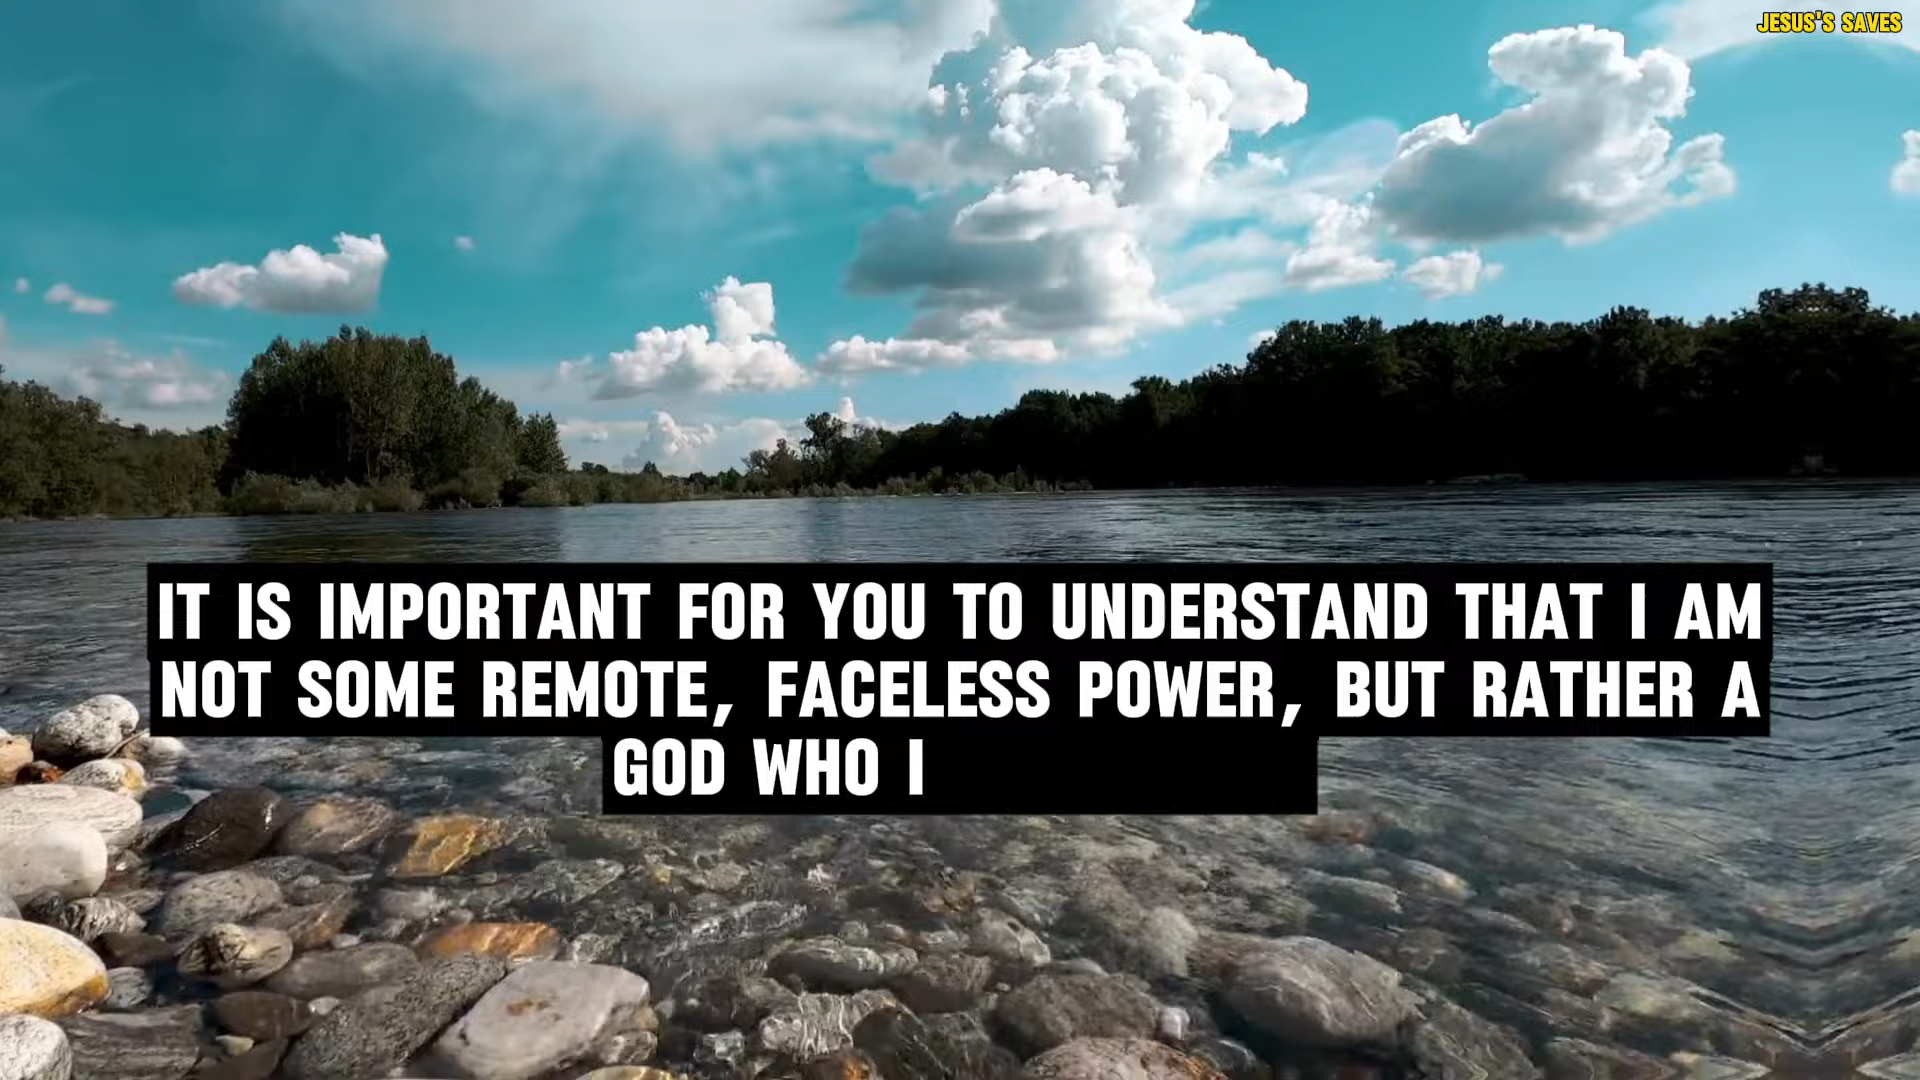 JESUS'S SAVES
IT IS IMPORTANT FOR YOU TO UNDERSTAND THAT I AM
NOT SOME REMOTE, FACELESS POWER, BUT RATHER A
GOD WHO I